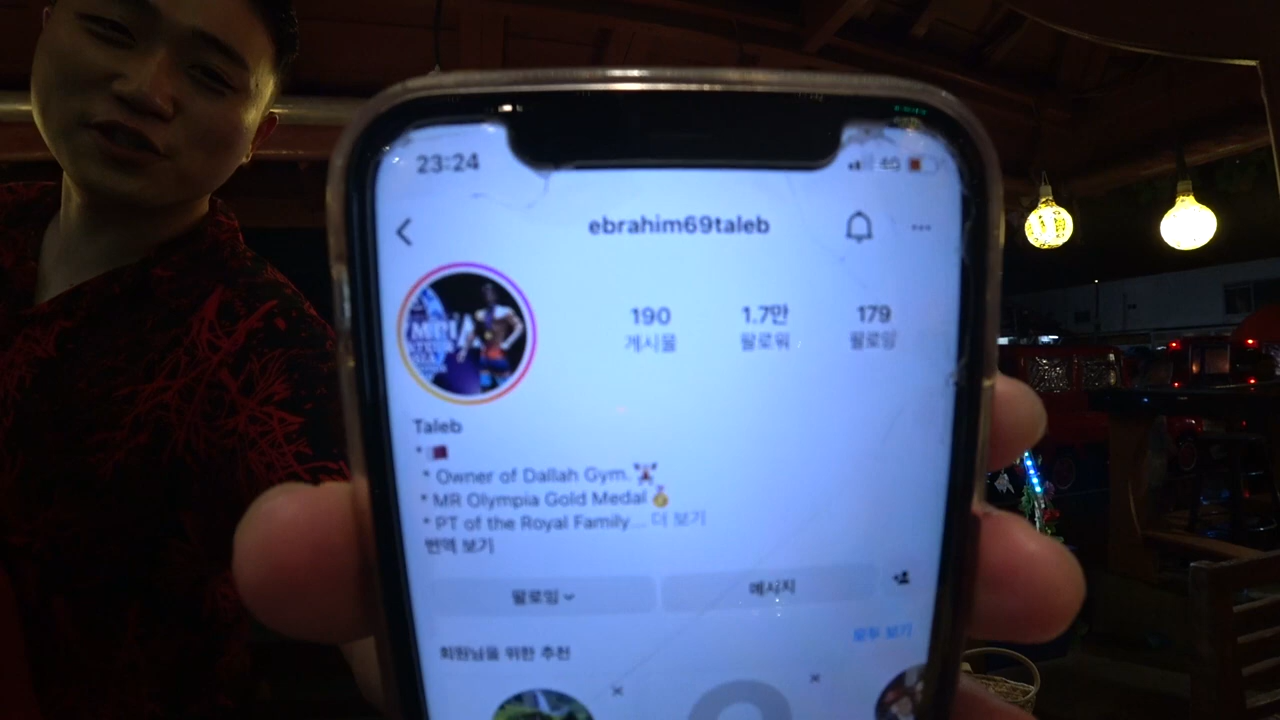 23:24
4G
ebrahim69taleb
190
1.7만
179
게시물
팔로워
팔로잉
Taleb
* Owner of Dallah Gym.
* MR Olympia Gold Medal
* PT of the Royal Family... 더 보기
번역 보기
팔로잉
메시지
모두 보기
회원님을 위한 추천